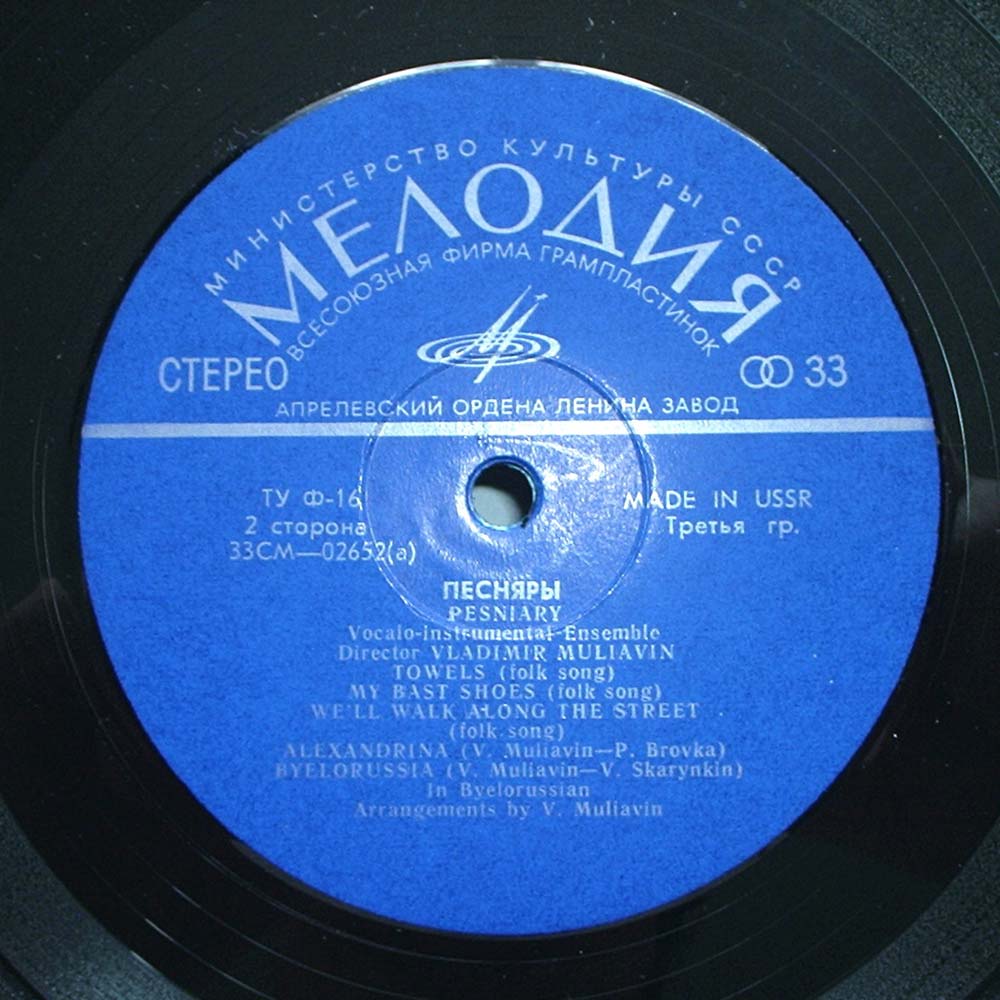 МИНИСТЕРСТВО КУЛЬТУРЫ СССР
МЕЛОДИЯ
ВСЕСОЮЗНАЯ ФИРМА ГРАМПЛАСТИНОК
СТЕРЕО
33
АПРЕЛЕВСКИЙ ОРДЕНА ЛЕНИНА ЗАВОД
ТУ Ф-16 MADE IN USSR
2 сторона Третья гр.
33СМ—02652(а)
ПЕСНЯРЫ
PESNIARY
Vocalo-instrumental Ensemble
Director VLADIMIR MULIAVIN
TOWELS (folk song)
MY BAST SHOES (folk song)
WE'LL WALK ALONG THE STREET
(folk song)
ALEXANDRINA (V. Muliavin—P. Brovka)
BYELORUSSIA (V. Muliavin—V. Skarynkin)
In Byelorussian
Arrangements by V. Muliavin